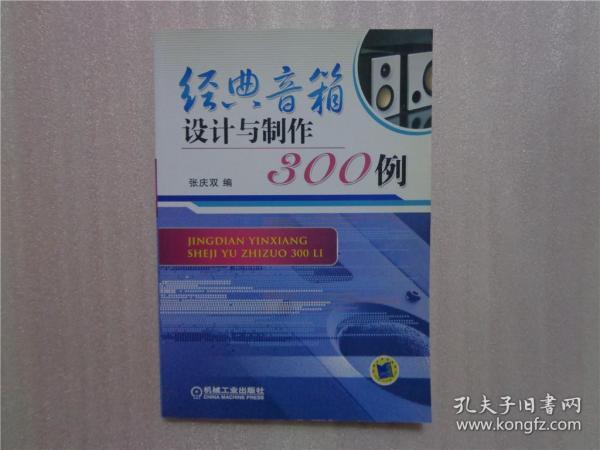 经典音箱
设计与制作
300例
张庆双 编
JINGDIAN YINXIANG
SHEJI YU ZHIZUO 300 LI
机械工业出版社
CHINA MACHINE PRESS
孔夫子旧书网
www.kongfz.com